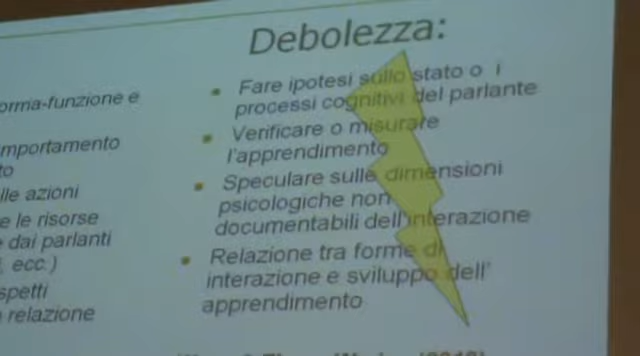 Debolezza:
orma-funzione e
mportamento
to
lle azioni
e le risorse
dai parlanti
, ecc.)
spetti
relazione
Fare ipotesi sullo stato o i
processi cognitivi del parlante
Verificare o misurare
l'apprendimento
Speculare sulle dimensioni
psicologiche non
documentabili dell'interazione
Relazione tra forme di
interazione e sviluppo dell'
apprendimento